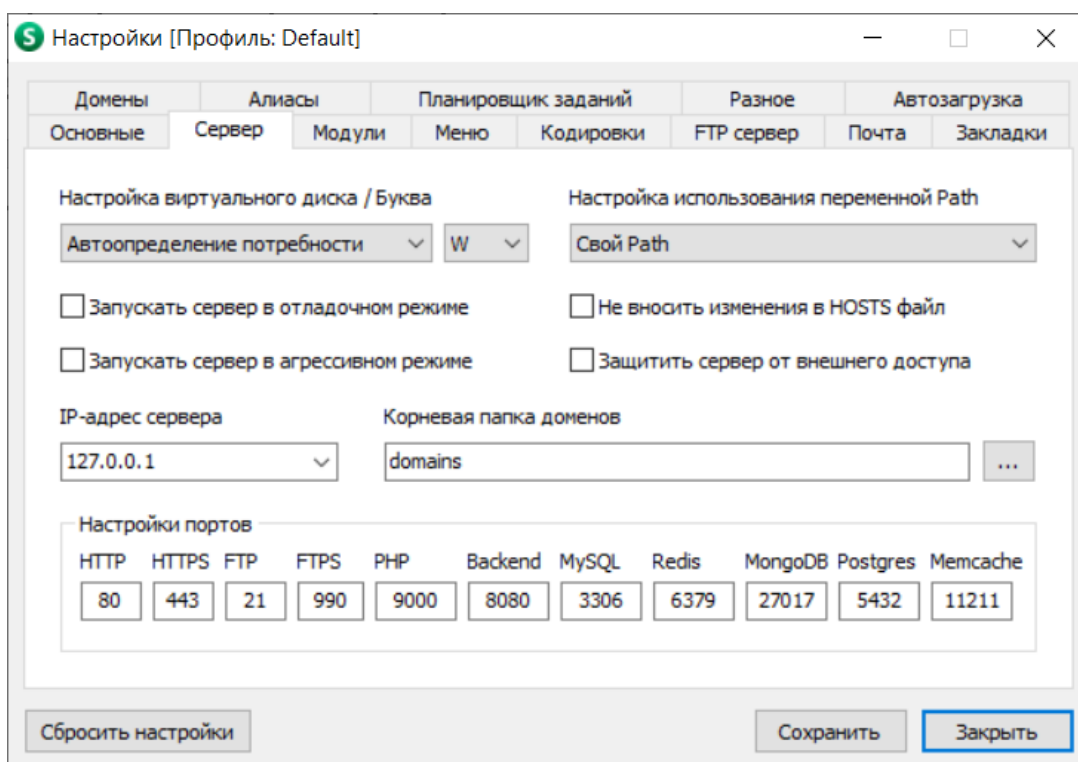 S Настройки [Профиль: Default]
Домены Алиасы Планировщик заданий Разное Автозагрузка
Основные Сервер Модули Меню Кодировки FTP сервер Почта Закладки
Настройка виртуального диска / Буква Настройка использования переменной Path
Автоопределение потребности W Свой Path
Запускать сервер в отладочном режиме Не вносить изменения в HOSTS файл
Запускать сервер в агрессивном режиме Защитить сервер от внешнего доступа
IP-адрес сервера Корневая папка доменов
127.0.0.1 domains ...
Настройки портов
HTTP HTTPS FTP FTPS PHP Backend MySQL Redis MongoDB Postgres Memcache
80 443 21 990 9000 8080 3306 6379 27017 5432 11211
Сбросить настройки Сохранить Закрыть